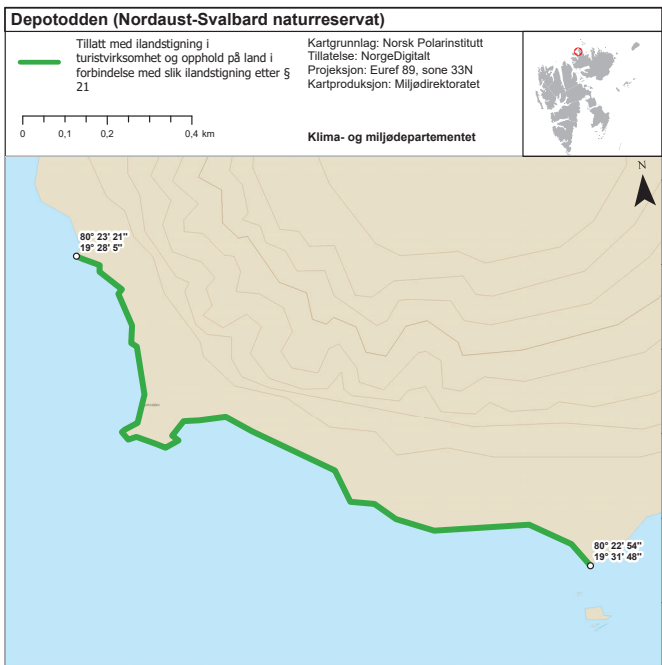 Depotodden (Nordaust-Svalbard naturreservat)
Tillatt med ilandstigning i
turistvirksomhet og opphold på land i
forbindelse med slik ilandstigning etter §
21
0 0,1 0,2 0,4 km
Kartgrunnlag: Norsk Polarinstitutt
Tillatelse: NorgeDigitalt
Projeksjon: Euref 89, sone 33N
Kartproduksjon: Miljødirektoratet
Klima- og miljødepartementet
N
80° 23' 21"
19° 28' 5"
80° 22' 54"
19° 31' 48"